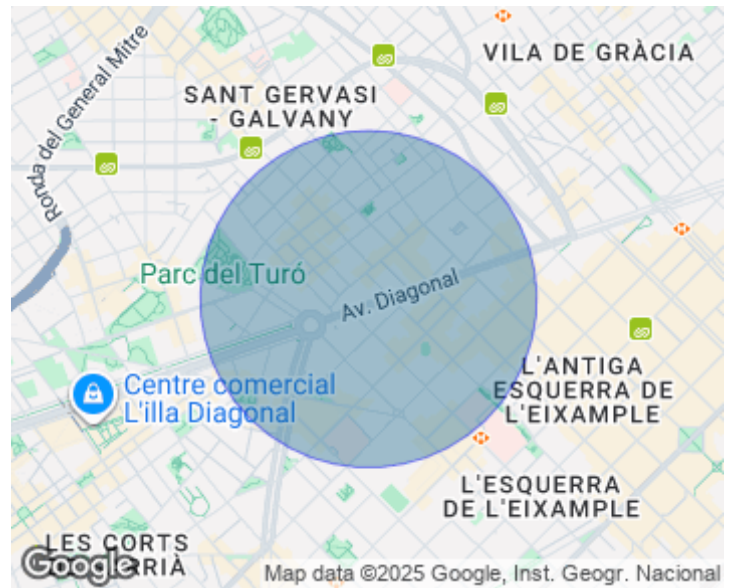 VILA DE GRÀCIA
SANT GERVASI
- GALVANY
Ronda del General Mitre
Parc del Turó
Av. Diagonal
Centre comercial
L'illa Diagonal
L'ANTIGA
ESQUERRA DE
L'EIXAMPLE
L'ESQUERRA
DE L'EIXAMPLE
LES CORTS
Google
RRIÀ
Map data ©2025 Google, Inst. Geogr. Nacional